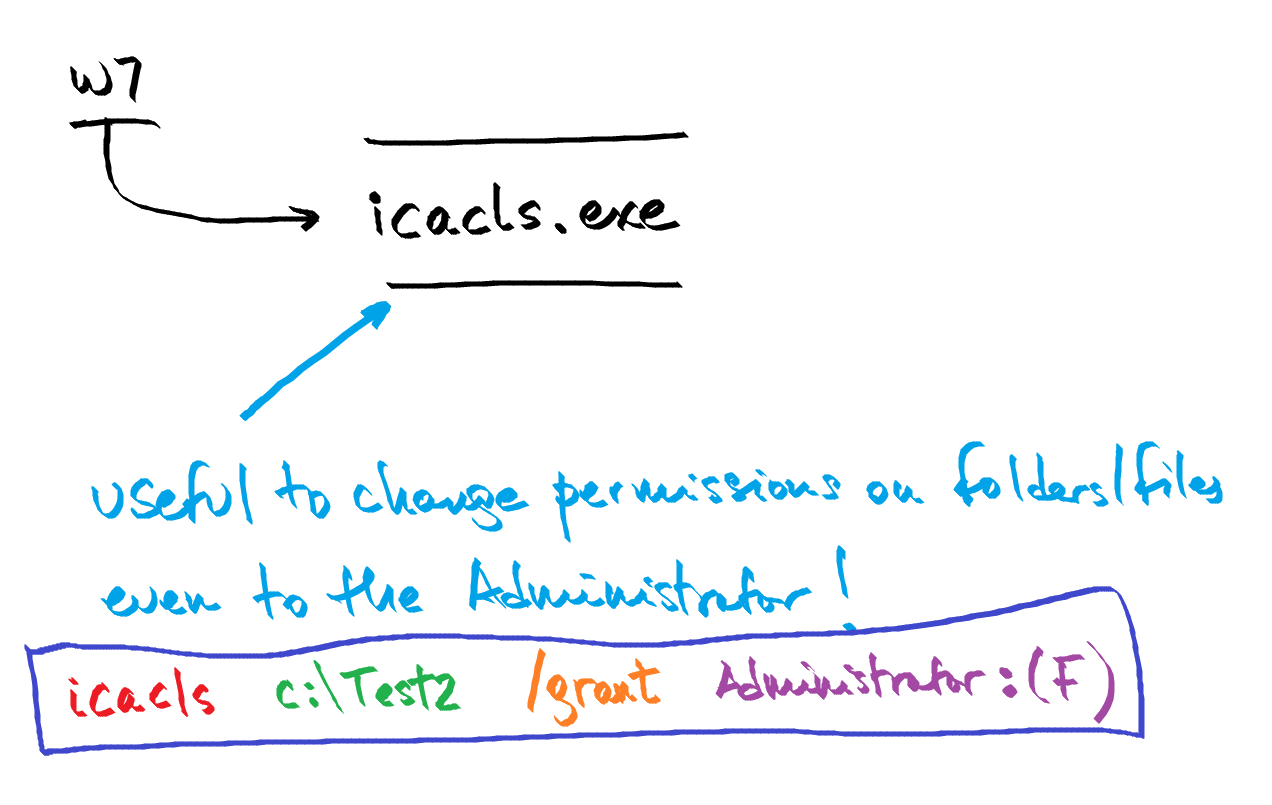 w7
icacls.exe
useful to change permissions on folders/files
even to the Administrator!
icacls c:\Test2 /grant Administrator:(F)